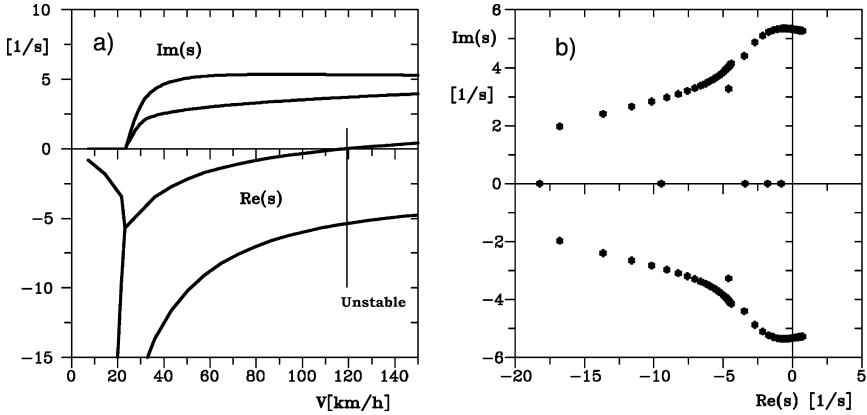 10
[1/s]
a)
Im(s)
5
0
Re(s)
−5
−10
Unstable
−15
0 20 40 60 80 100 120 140
V[km/h]
6
Im(s)
b)
4
[1/s]
2
0
−2
−4
−6
−20 −15 −10 −5 0 5
Re(s) [1/s]